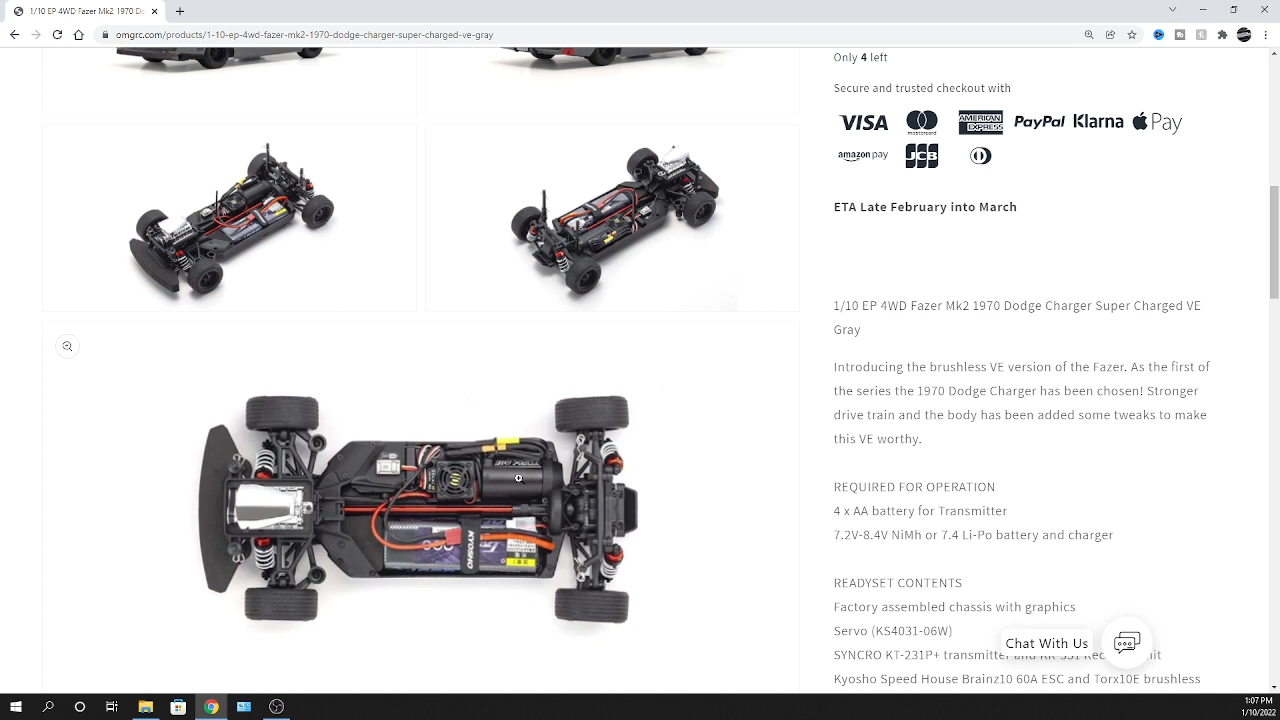 1/10 EP 4WD Fazer Mk2 1970 Do
omgrc.com/products/1-10-ep-4wd-fazer-mk2-1970-dodge-charger-super-charged-ve-gray
Only 4 left
Secure and trusted checkout with
VISA
AMERICAN EXPRESS
PayPal
Klarna
Pay
amazon pay
JCB
ETA Late February into March
1/10 EP 4WD Fazer Mk2 1970 Dodge Charger Super Charged VE
Gray
Introducing the brushless VE version of the Fazer. As the first of
the series the 1970 Dodge Charger has been chosen! Stronger
drive train and the body has been added some tweaks to make
this VE worthy.
REQUIRED FOR OPERATION
4 x AA battery for Transmitter
7.2V-8.4V NiMh or 7.4 Li-Po battery and charger
READYSET CONTENTS
Factory assembled chassis with graphics
Servo (KS4031-06W)
Chat With Us
SYNCRO KT-231P+ transmitter and
Kyosho Speed House Brainz10 60A ESC and Torx10E brushless
KYOSHO
1:07 PM
1/10/2022